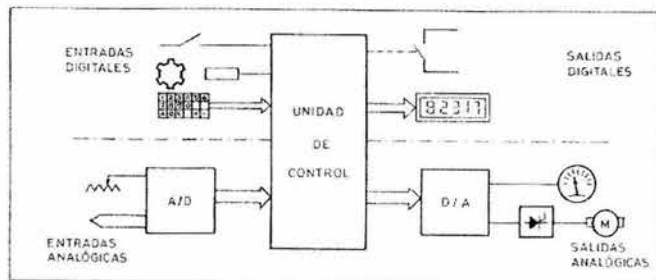 ENTRADAS
DIGITALES
SALIDAS
DIGITALES
82317
UNIDAD
DE
CONTROL
A/D
D/A
M
ENTRADAS
ANALÓGICAS
SALIDAS
ANALÓGICAS